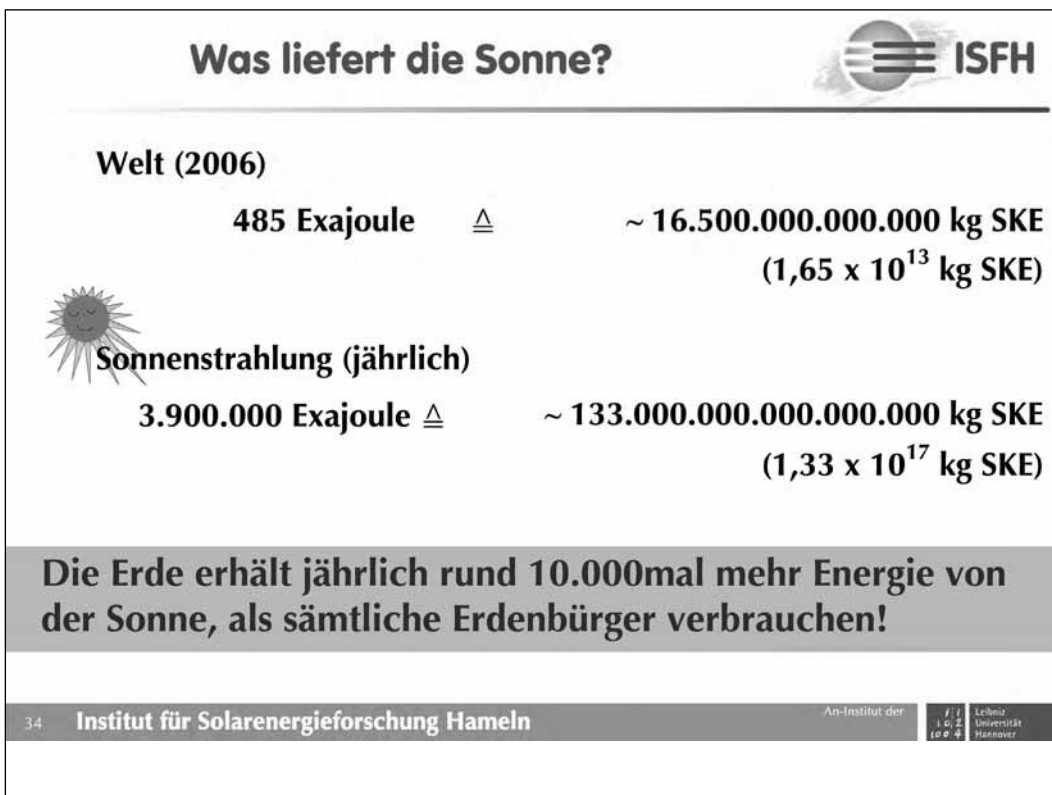 Was liefert die Sonne?
ISFH
Welt (2006)
485 Exajoule ≙ ~ 16.500.000.000.000 kg SKE
(1,65 x 10¹³ kg SKE)
Sonnenstrahlung (jährlich)
3.900.000 Exajoule ≙ ~ 133.000.000.000.000.000 kg SKE
(1,33 x 10¹⁷ kg SKE)
Die Erde erhält jährlich rund 10.000mal mehr Energie von
der Sonne, als sämtliche Erdenbürger verbrauchen!
34 Institut für Solarenergieforschung Hameln
An-Institut der
Leibniz
Universität
Hannover